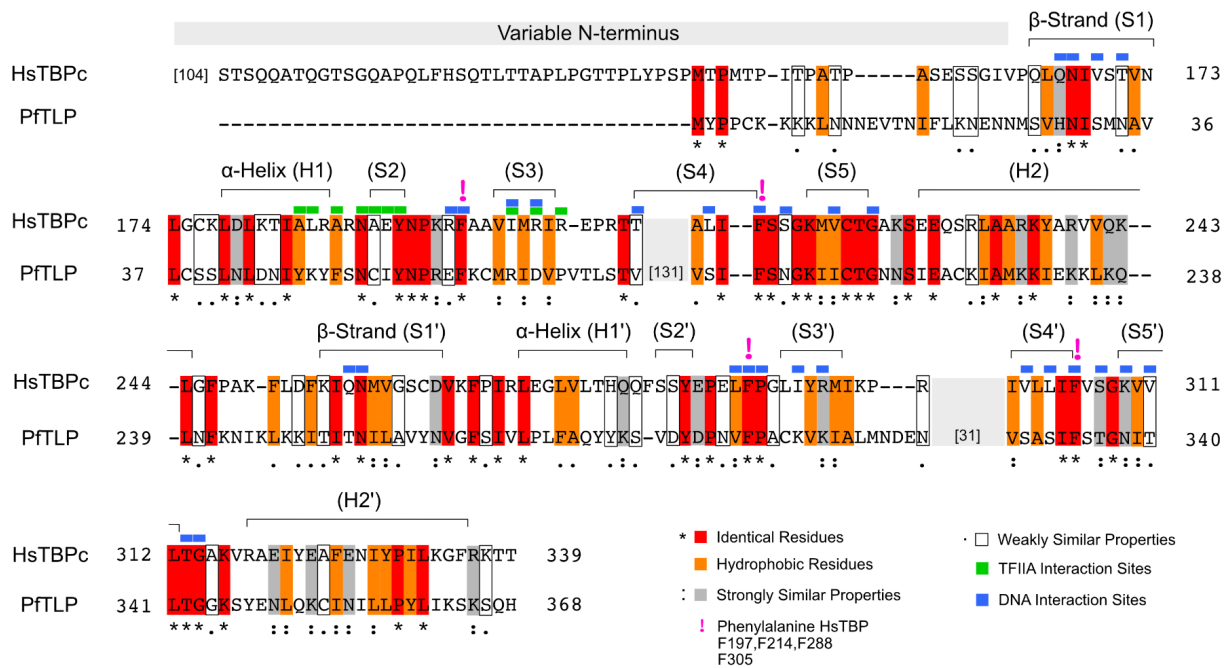 Variable N-terminus
β-Strand (S1)
HsTBPc [104] STSQQATQGTSGQAPQLFHSQTLTTAPLPGTTPLYPSPMTPMTP-ITPATP-----ASESSGIVPQLQNIVSTVN 173
PfTLP ---------------------------------------MYPPCK-KKKLNNNEVTNIFLKNENNMSVHNISMNAV 36
* * . . . . . . : * * .
α-Helix (H1) (S2) ! (S3) (S4) ! (S5) (H2)
HsTBPc 174 LGCKLDLKTIALRARNAEYNPKRFAAVIMRIREPRTT [131] ALI--FSSGKMVCTGAKSEEQSRLAARKYARVVQK- 243
PfTLP 37 LCSSLNLDNIYKYFSNCIYNPREFKCMRIDVPVTLSTV [131] VSI--FSNGKIICTGNNSIEACKIAMKKIEKKLKQ- 238
β-Strand (S1') α-Helix (H1') (S2') ! (S3') (S4') ! (S5')
HsTBPc 244 -LGFPAK-FLDFKIQNMVGSCDVKFPIRLEGLVLTHQQFSSYEPELFPGLIYRMIKP---R [31] IVLLIFVSGKVV 311
PfTLP 239 -LNFKNIKLKKITITNILAVYNVGFSIVLPLFAQYYKS-VDYDPNVFPACKVKIALMNDEN [31] VSASIFSTGNIT 340
(H2')
HsTBPc 312 LTGAKVRAEIYEAFENIYPILKGFRKTT 339
PfTLP 341 LTGGKSYENLQKCINILLPYLIKSKSQH 368
***.* : : : . : : * * : .
* Identical Residues
Hydrophobic Residues
: Strongly Similar Properties
! Phenylalanine HsTBP
F197,F214,F288
F305
. Weakly Similar Properties
TFIIA Interaction Sites
DNA Interaction Sites